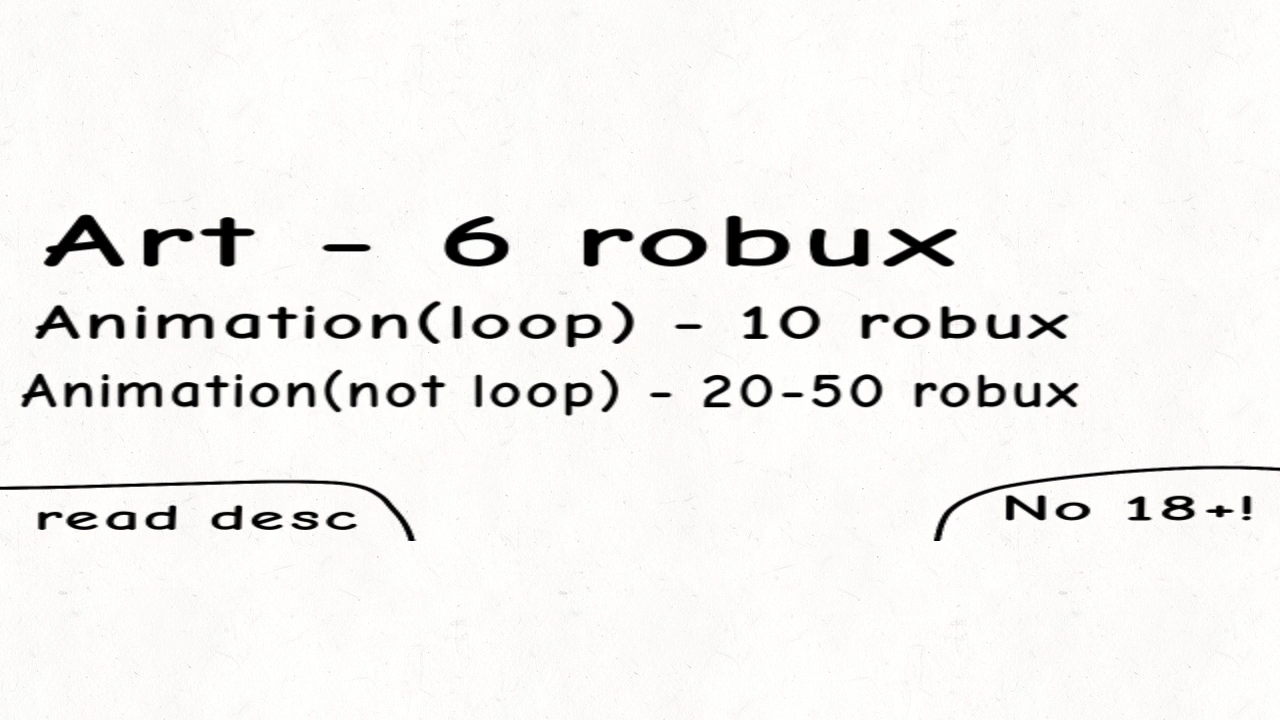 Art - 6 robux
Animation(loop) - 10 robux
Animation(not loop) - 20-50 robux
read desc
No 18+!